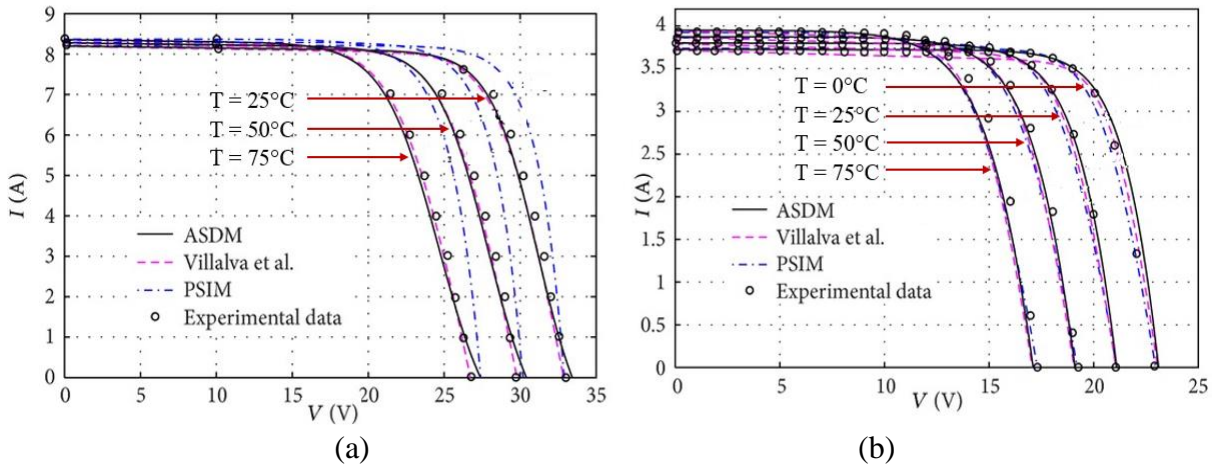 9
8
7
6
5
4
3
2
1
0
I (A)
T = 25°C
T = 50°C
T = 75°C
ASDM
Villalva et al.
PSIM
Experimental data
0 5 10 15 20 25 30 35
V (V)
(a)
4
3.5
3
2.5
2
1.5
1
0.5
0
I (A)
T = 0°C
T = 25°C
T = 50°C
T = 75°C
ASDM
Villalva et al.
PSIM
Experimental data
0 5 10 15 20 25
V (V)
(b)